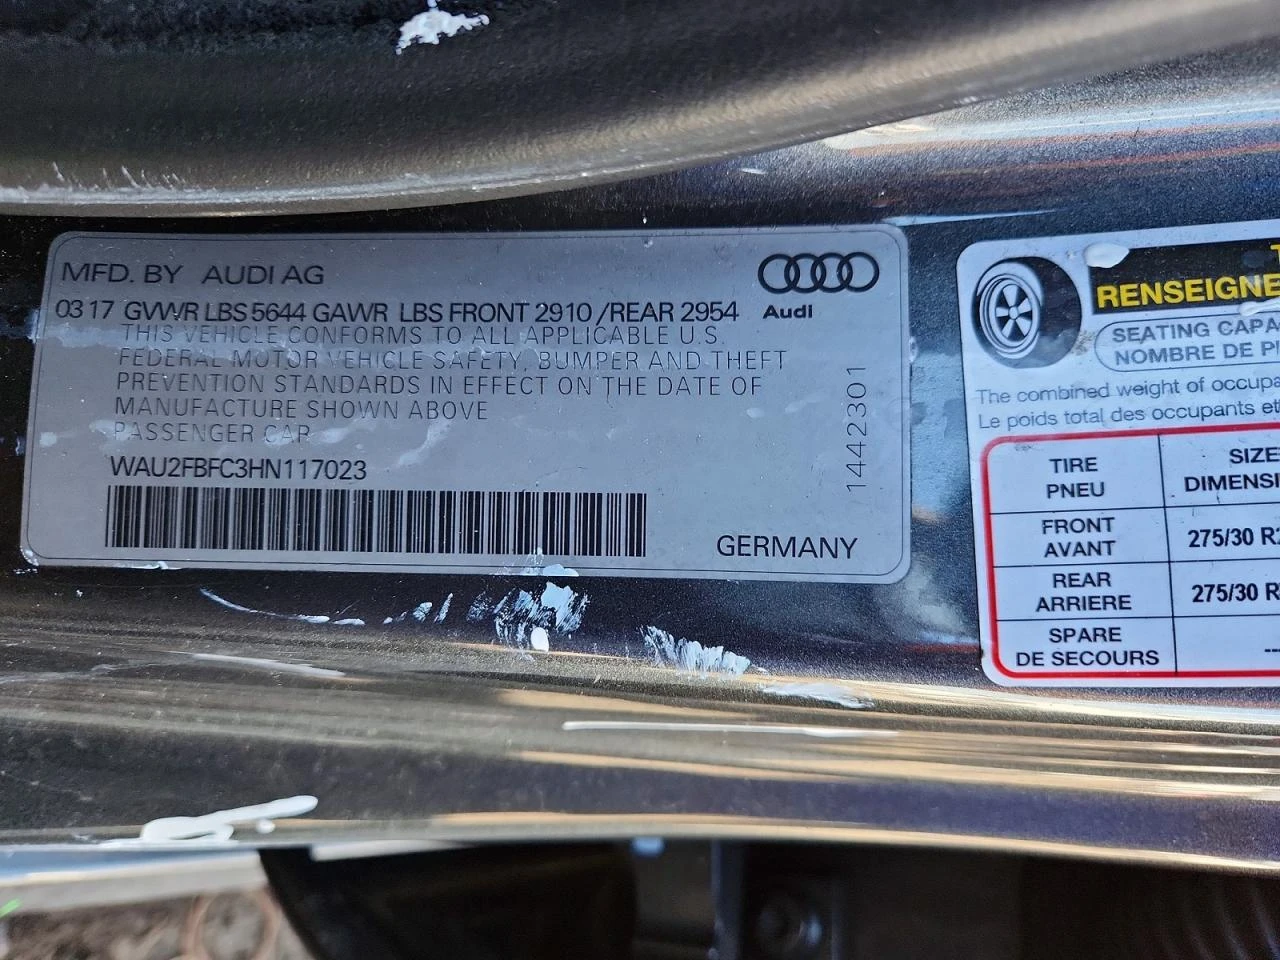 MFD. BY AUDI AG
03 17 GVWR LBS 5644 GAWR LBS FRONT 2910 /REAR 2954
Audi
THIS VEHICLE CONFORMS TO ALL APPLICABLE U.S.
FEDERAL MOTOR VEHICLE SAFETY, BUMPER AND THEFT
PREVENTION STANDARDS IN EFFECT ON THE DATE OF
MANUFACTURE SHOWN ABOVE
PASSENGER CAR
WAU2FBFC3HN117023
1442301
GERMANY
RENSEIGNE
SEATING CAPA
NOMBRE DE
The combined weight of occupa
Le poids total des occupants et
TIRE SIZE
PNEU DIMENSI
FRONT
AVANT 275/30
REAR
ARRIERE 275/30
SPARE
DE SECOURS